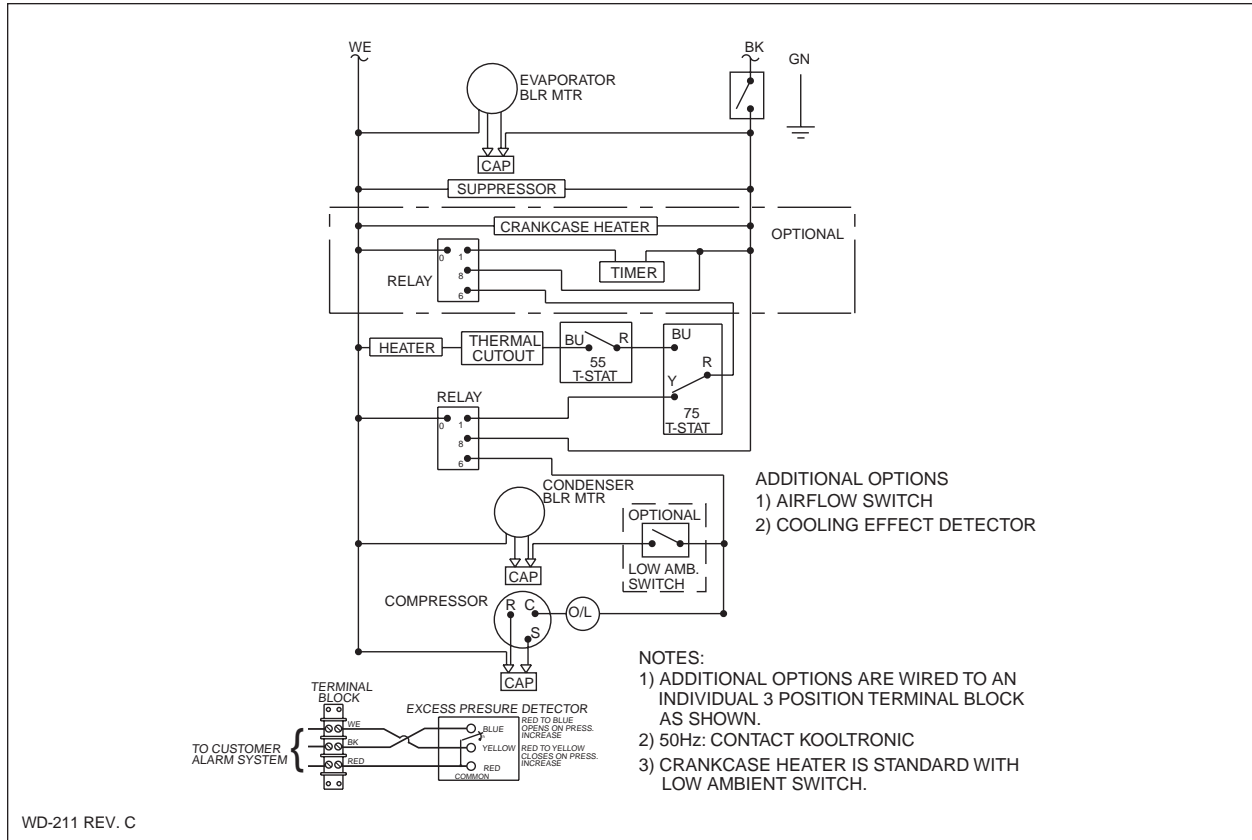 WE
BK
GN
EVAPORATOR
BLR MTR
CAP
SUPPRESSOR
CRANKCASE HEATER
OPTIONAL
0
1
8
6
RELAY
TIMER
HEATER
THERMAL
CUTOUT
BU
R
55
T-STAT
BU
R
Y
75
T-STAT
RELAY
0
1
8
6
CONDENSER
BLR MTR
CAP
OPTIONAL
LOW AMB.
SWITCH
ADDITIONAL OPTIONS
1) AIRFLOW SWITCH
2) COOLING EFFECT DETECTOR
COMPRESSOR
R
C
S
O/L
CAP
NOTES:
1) ADDITIONAL OPTIONS ARE WIRED TO AN
INDIVIDUAL 3 POSITION TERMINAL BLOCK
AS SHOWN.
2) 50Hz: CONTACT KOOLTRONIC
3) CRANKCASE HEATER IS STANDARD WITH
LOW AMBIENT SWITCH.
TERMINAL
BLOCK
EXCESS PRESURE DETECTOR
TO CUSTOMER
ALARM SYSTEM
WE
BK
RED
BLUE
YELLOW
RED
COMMON
RED TO BLUE
OPENS ON PRESS.
INCREASE
RED TO YELLOW
CLOSES ON PRESS.
INCREASE
WD-211 REV. C